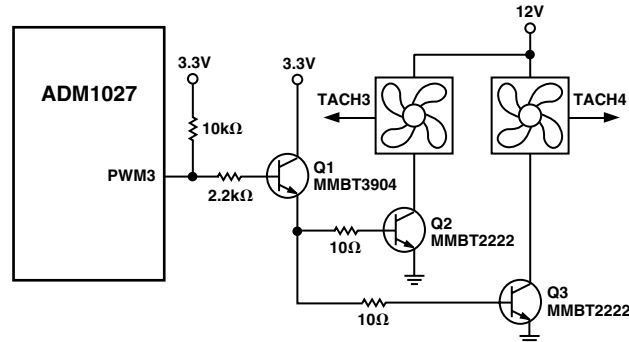 12V
3.3V
3.3V
ADM1027
TACH3
TACH4
10kΩ
PWM3
Q1
MMBT3904
2.2kΩ
Q2
MMBT2222
10Ω
Q3
MMBT2222
10Ω